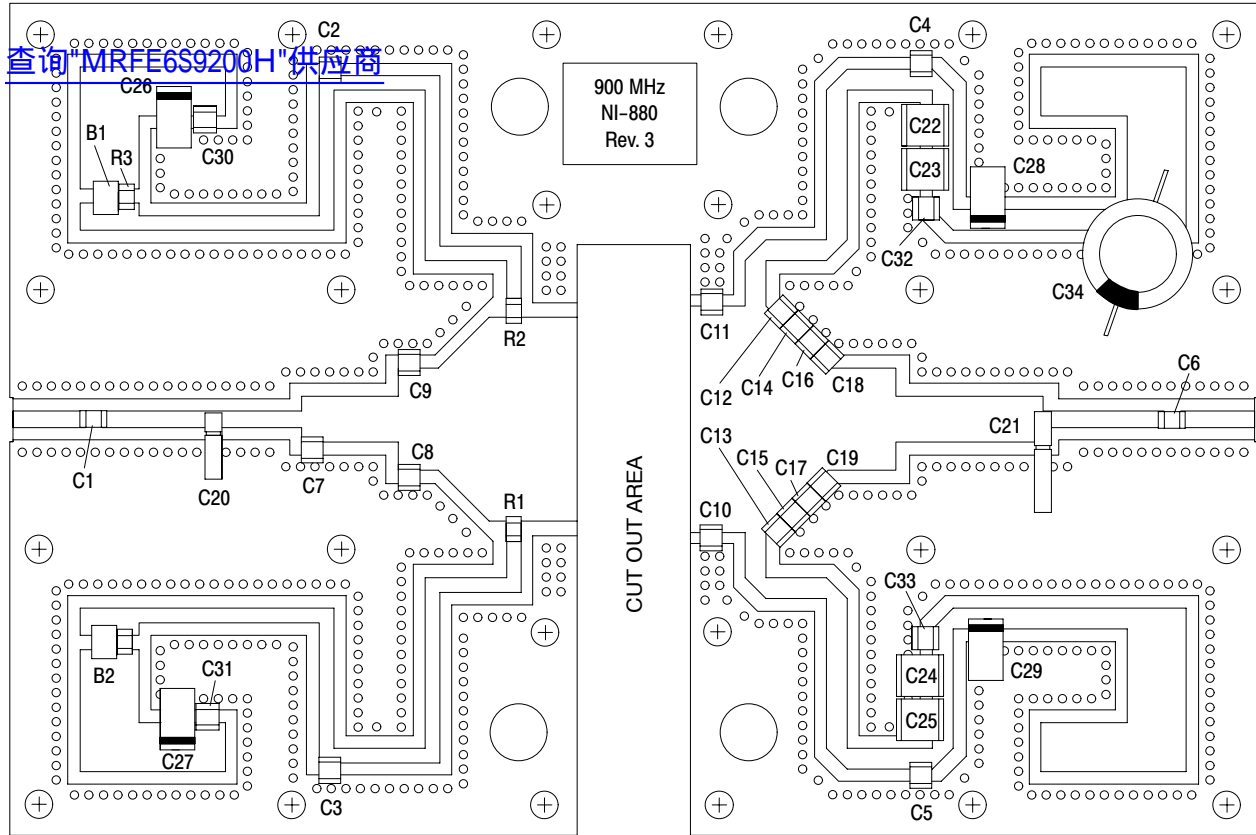 C2
C4
查询"MRFE6S9200H"供应商
C26
900 MHz
NI–880
Rev. 3
B1
R3
C30
C22
C23
C28
C32
C34
R2
C11
C9
C12
C14
C16
C18
C6
C1
C20
C7
C8
R1
C13
C15
C17
C19
C21
C10
CUT OUT AREA
C33
B2
C31
C24
C29
C25
C27
C3
C5